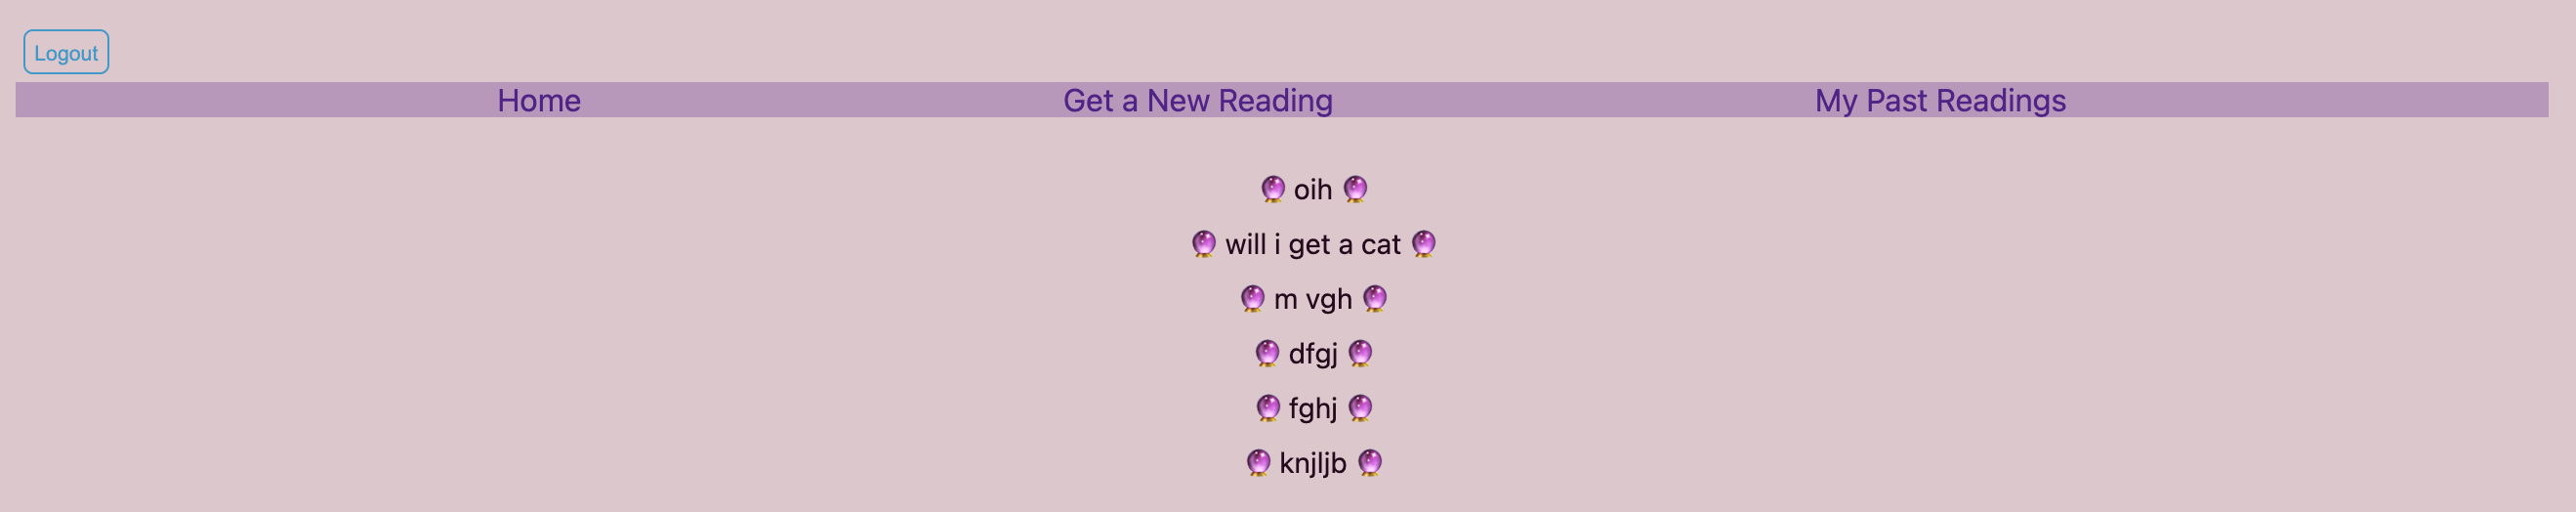 Logout
Home Get a New Reading My Past Readings
🔮 oih 🔮
🔮 will i get a cat 🔮
🔮 m vgh 🔮
🔮 dfgj 🔮
🔮 fghj 🔮
🔮 knjljb 🔮